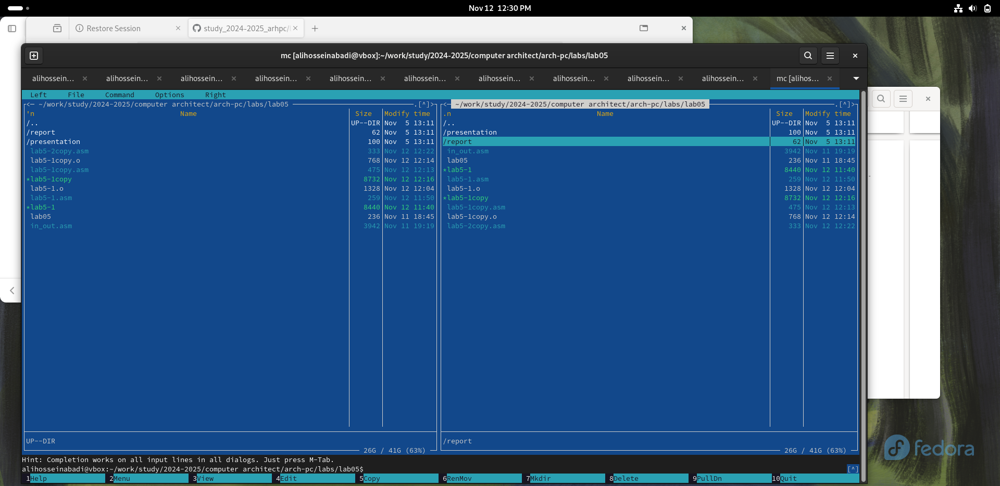 Nov 12 12:30 PM
Restore Session
study_2024-2025_arhpc/
mc [alihosseinabadi@vbox]:~/work/study/2024-2025/computer architect/arch-pc/labs/lab05
alihossein… alihossein… alihossein… alihossein… alihossein… alihossein… alihossein… alihossein… alihossein… alihossein… mc [alihos…
Left File Command Options Right
<─ ~/work/study/2024-2025/computer architect/arch-pc/labs/lab05 ─.[^]>
'n Name Size Modify time
/.. UP--DIR Nov 5 13:11
/report 62 Nov 5 13:11
/presentation 100 Nov 5 13:11
lab5-2copy.asm 333 Nov 12 12:22
lab5-1copy.o 768 Nov 12 12:14
lab5-1copy.asm 475 Nov 12 12:13
*lab5-1copy 8732 Nov 12 12:16
lab5-1.o 1328 Nov 12 12:04
lab5-1.asm 259 Nov 12 11:50
*lab5-1 8440 Nov 12 11:40
lab05 236 Nov 11 18:45
in_out.asm 3942 Nov 11 19:19
UP--DIR
26G / 41G (63%)
<─ ~/work/study/2024-2025/computer architect/arch-pc/labs/lab05 ─.[^]>
.n Name Size Modify time
/.. UP--DIR Nov 5 13:11
/presentation 100 Nov 5 13:11
/report 62 Nov 5 13:11
in_out.asm 3942 Nov 11 19:19
lab05 236 Nov 11 18:45
*lab5-1 8440 Nov 12 11:40
lab5-1.asm 259 Nov 12 11:50
lab5-1.o 1328 Nov 12 12:04
*lab5-1copy 8732 Nov 12 12:16
lab5-1copy.asm 475 Nov 12 12:13
lab5-1copy.o 768 Nov 12 12:14
lab5-2copy.asm 333 Nov 12 12:22
/report
26G / 41G (63%)
Hint: Completion works on all input lines in all dialogs. Just press M-Tab.
alihosseinabadi@vbox:~/work/study/2024-2025/computer architect/arch-pc/labs/lab05$ [^]
1Help 2Menu 3View 4Edit 5Copy 6RenMov 7Mkdir 8Delete 9PullDn 10Quit
fedora